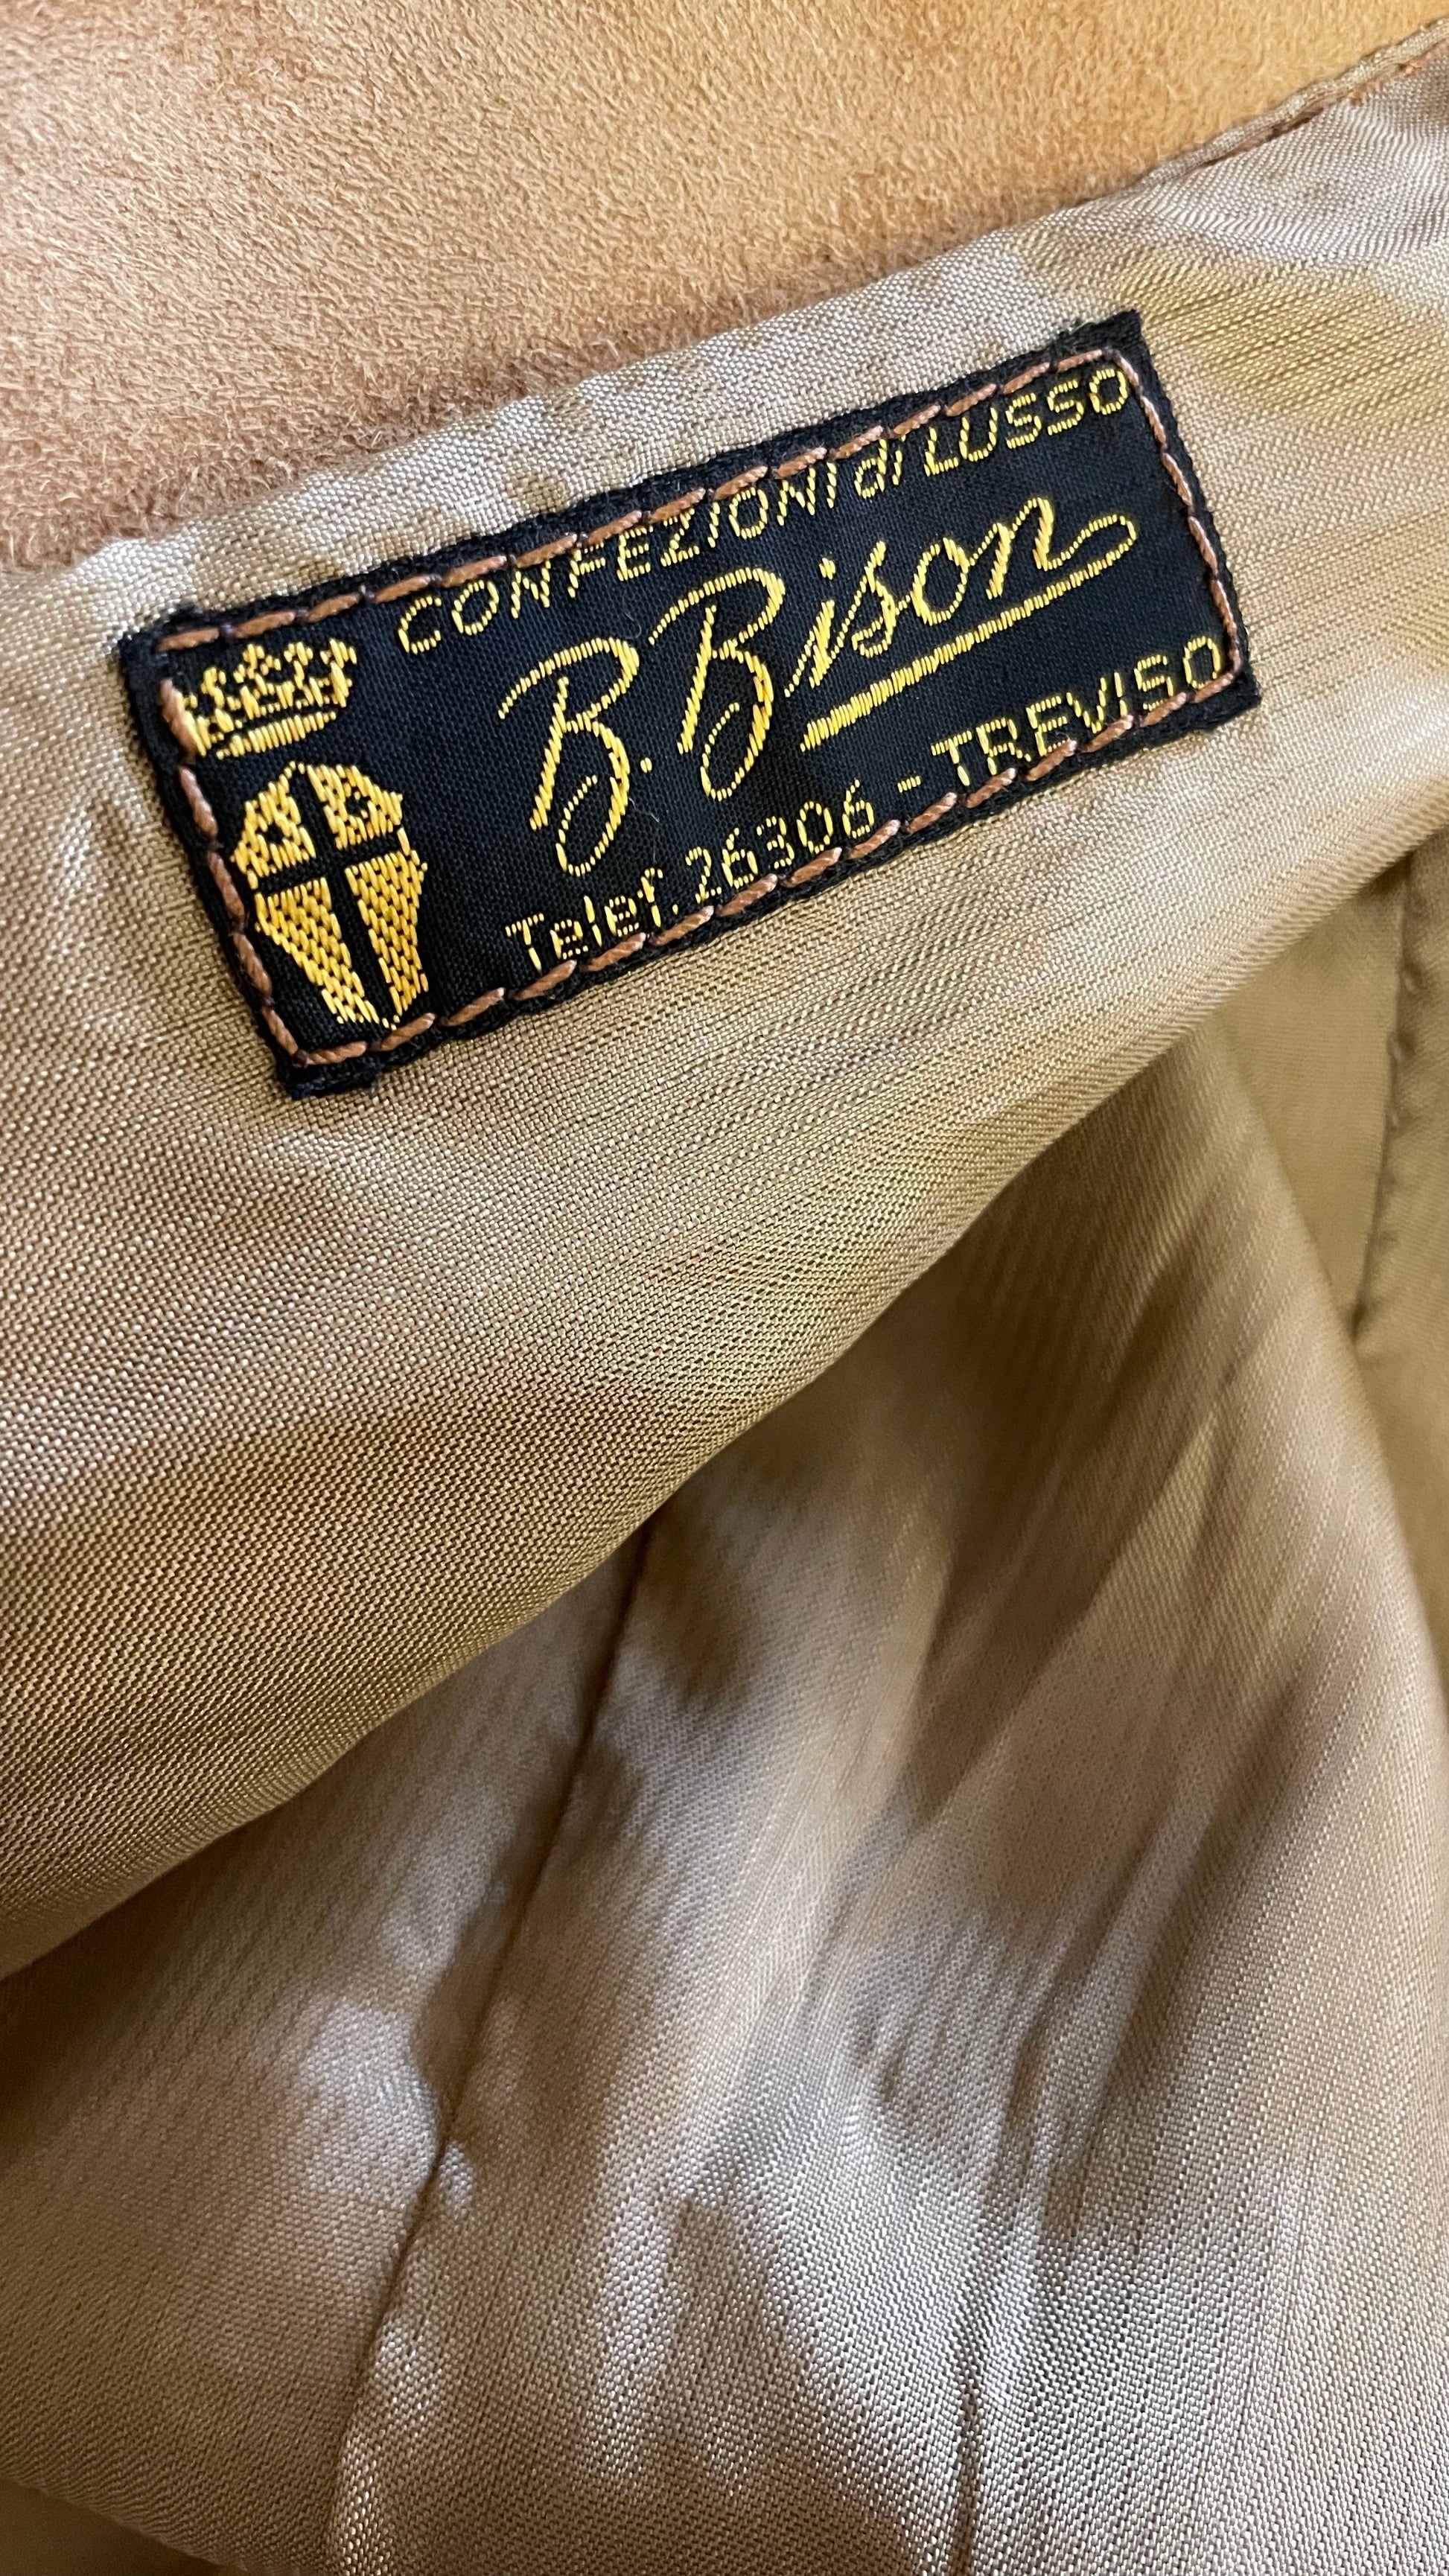 CONFEZIONI di LUSSO
B. Bison
Telef. 26306 - TREVISO